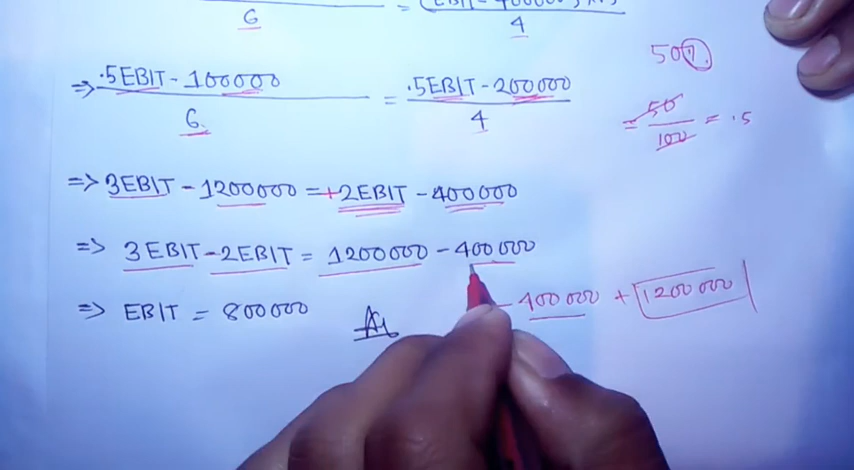 6 = 4
50%.
⇒ .5EBIT - 100000 = .5EBIT - 200000
6. 4
= 50/100 = .5
⇒ 3EBIT - 1200000 = +2EBIT - 400000
⇒ 3EBIT - 2EBIT = 1200000 - 400000
- 400000 + 1200000
⇒ EBIT = 800000